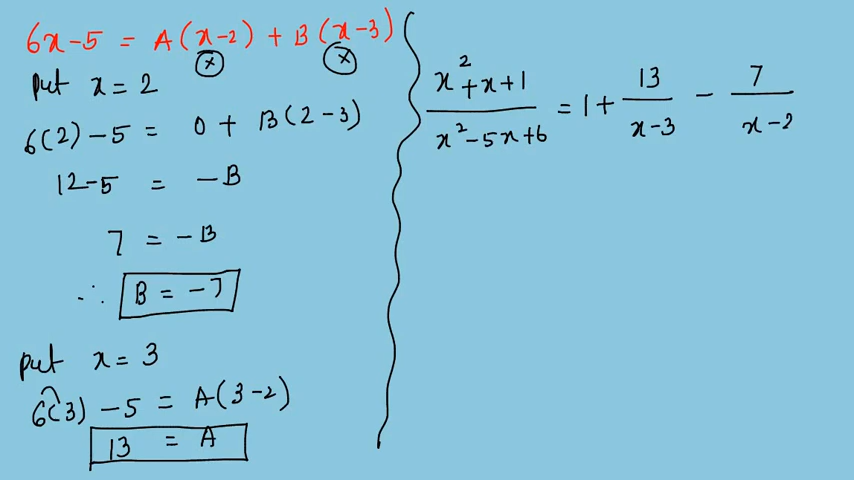 6x-5 = A(x-2) + B(x-3)
(x) (x)
put x = 2
6(2) - 5 = 0 + B(2-3)
12-5 = -B
7 = -B
∴ B = -7
put x = 3
6(3) - 5 = A(3-2)
13 = A
x²+x+1 / x²-5x+6 = 1 + 13/x-3 - 7/x-2